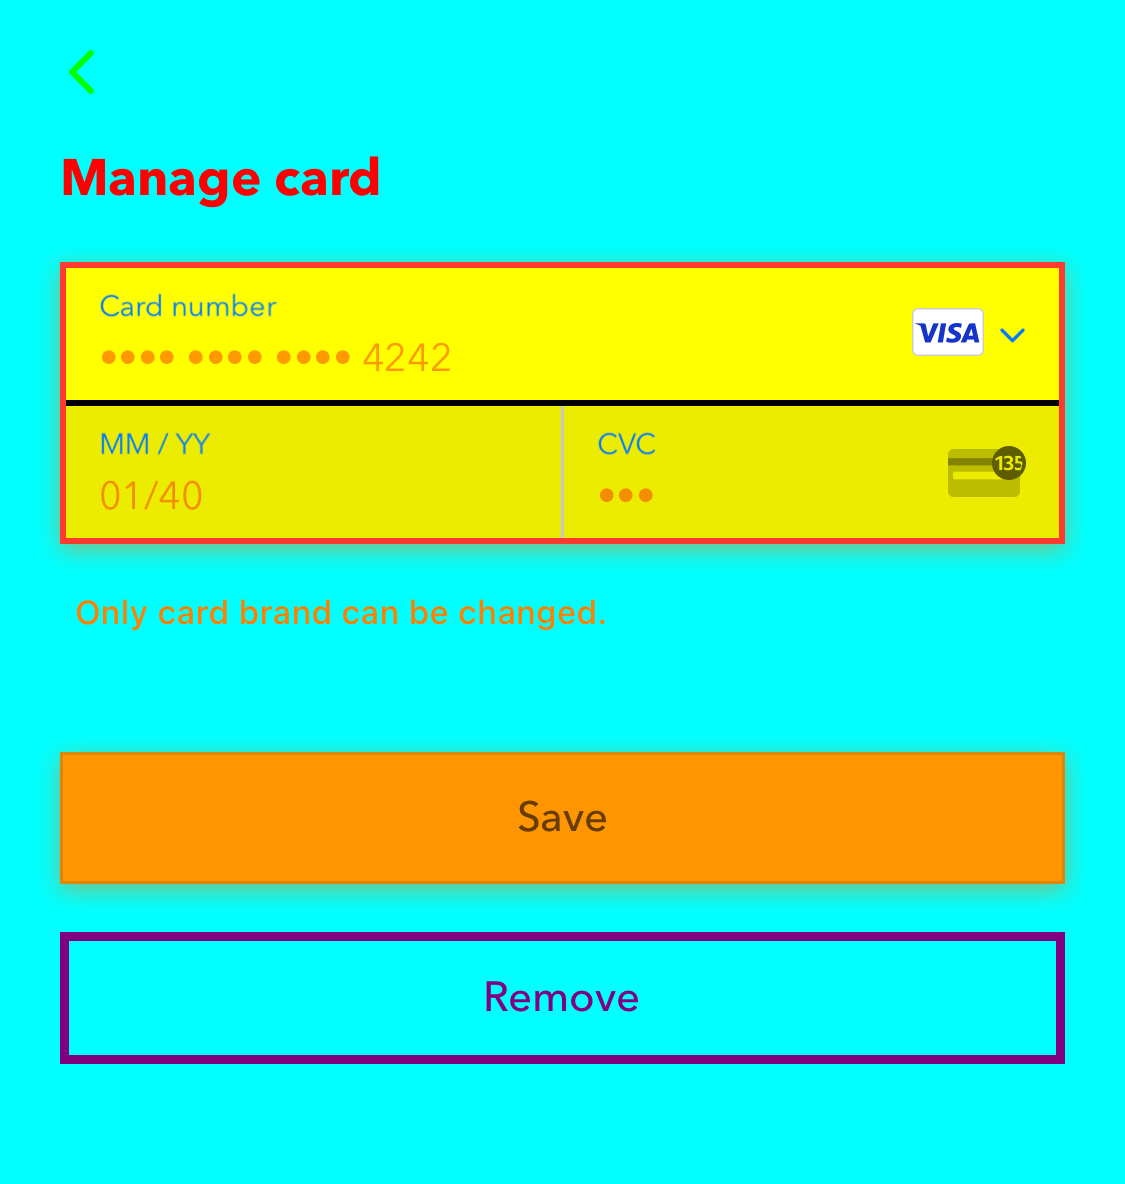 Manage card
Card number
VISA
•••• •••• •••• 4242
MM / YY
CVC
135
01/40
•••
Only card brand can be changed.
Save
Remove